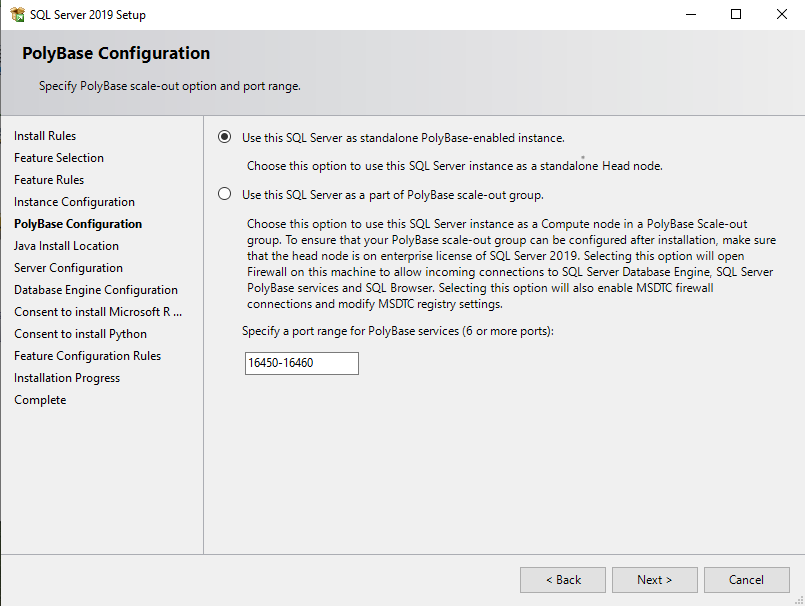 SQL Server 2019 Setup
PolyBase Configuration
Specify PolyBase scale-out option and port range.
Install Rules
Feature Selection
Feature Rules
Instance Configuration
PolyBase Configuration
Java Install Location
Server Configuration
Database Engine Configuration
Consent to install Microsoft R ...
Consent to install Python
Feature Configuration Rules
Installation Progress
Complete
Use this SQL Server as standalone PolyBase-enabled instance.
Choose this option to use this SQL Server instance as a standalone Head node.
Use this SQL Server as a part of PolyBase scale-out group.
Choose this option to use this SQL Server instance as a Compute node in a PolyBase Scale-out
group. To ensure that your PolyBase scale-out group can be configured after installation, make sure
that the head node is on enterprise license of SQL Server 2019. Selecting this option will open
Firewall on this machine to allow incoming connections to SQL Server Database Engine, SQL Server
PolyBase services and SQL Browser. Selecting this option will also enable MSDTC firewall
connections and modify MSDTC registry settings.
Specify a port range for PolyBase services (6 or more ports):
16450-16460
< Back
Next >
Cancel